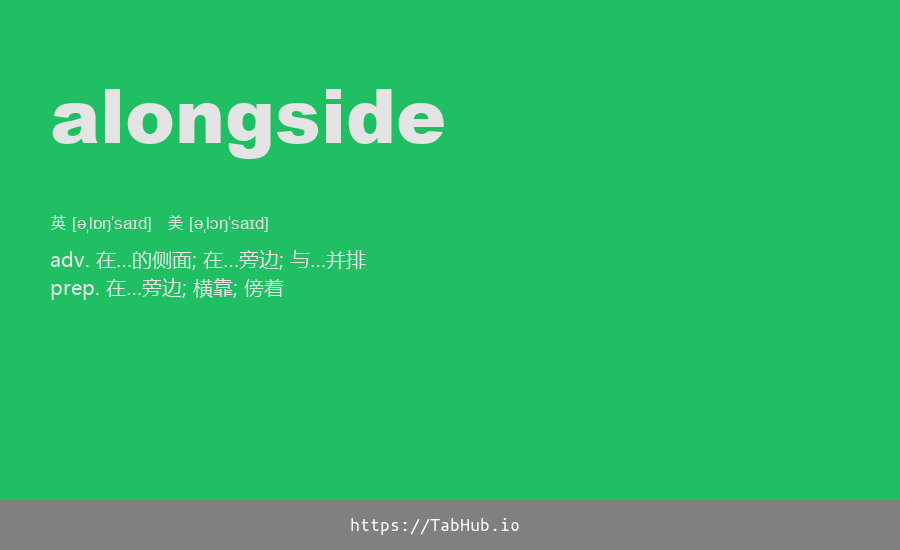 alongside
英 [əˌlɒŋˈsaɪd] 美 [əˌlɔŋˈsaɪd]
adv. 在...的侧面; 在...旁边; 与...并排
prep. 在...旁边; 横靠; 傍着
https://TabHub.io